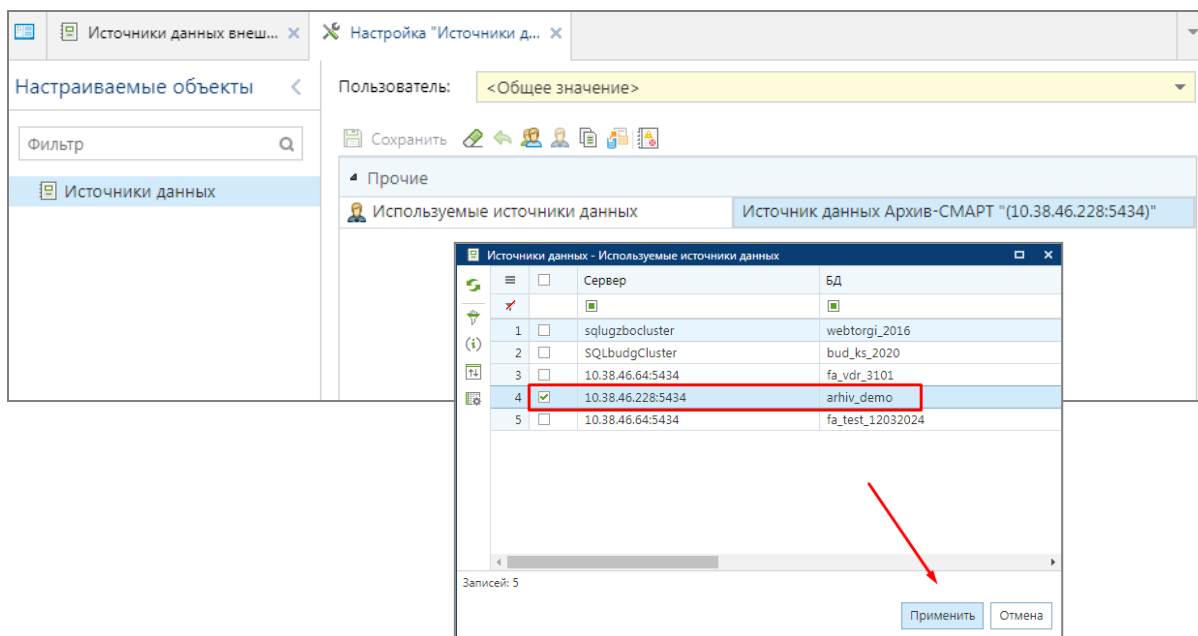 Источники данных внеш...
Настройка "Источники д...
Настраиваемые объекты
Пользователь:
<Общее значение>
Фильтр
Сохранить
Источники данных
Прочие
Используемые источники данных
Источник данных Архив-СМАРТ "(10.38.46.228:5434)"
Источники данных - Используемые источники данных
Сервер БД
1 sqlugzbocluster webtorgi_2016
2 SQLbudgCluster bud_ks_2020
3 10.38.46.64:5434 fa_vdr_3101
4 10.38.46.228:5434 arhiv_demo
5 10.38.46.64:5434 fa_test_12032024
Записей: 5
Применить Отмена